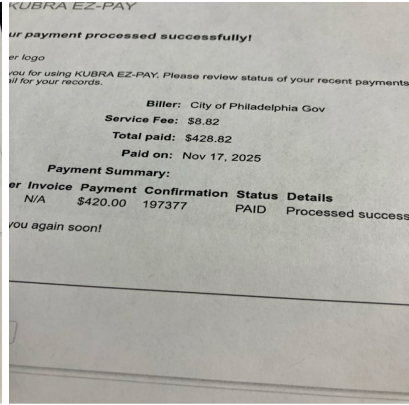 KUBRA EZ-PAY
ur payment processed successfully!
er logo
you for using KUBRA EZ-PAY. Please review status of your recent payments
ail for your records.
Biller: City of Philadelphia Gov
Service Fee: $8.82
Total paid: $428.82
Paid on: Nov 17, 2025
Payment Summary:
er Invoice Payment Confirmation Status Details
N/A $420.00 197377 PAID Processed success
you again soon!